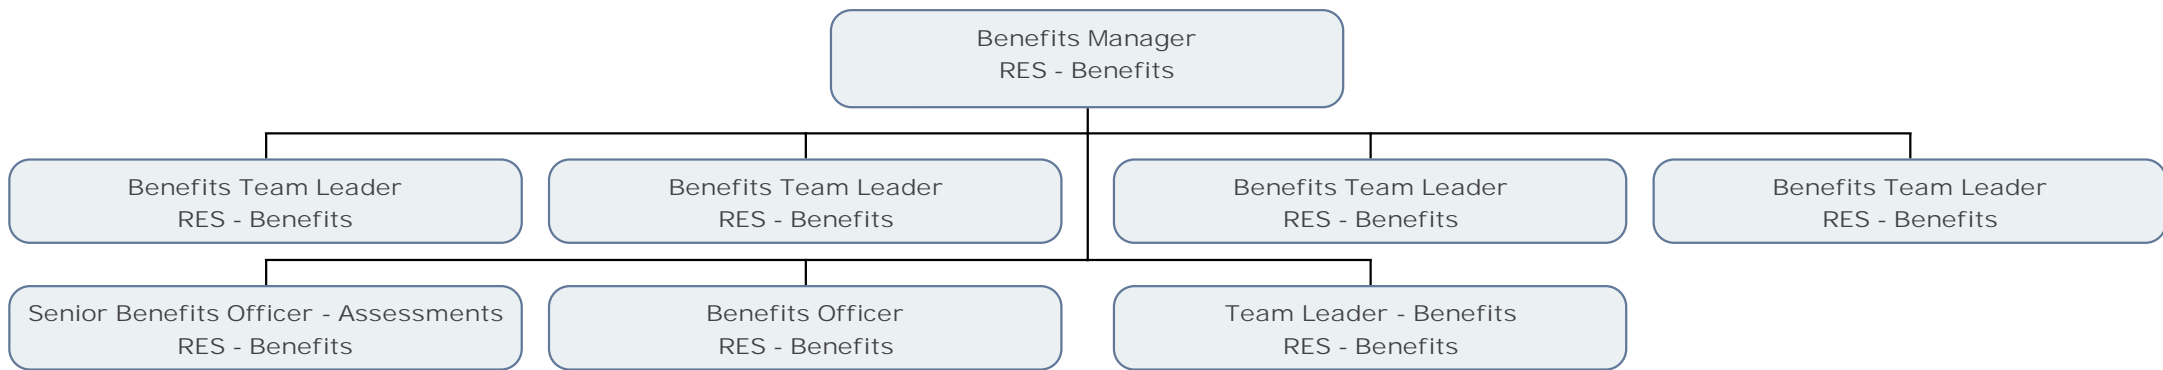 Benefits Manager
RES - Benefits
Benefits Team Leader
RES - Benefits
Benefits Team Leader
RES - Benefits
Benefits Team Leader
RES - Benefits
Benefits Team Leader
RES - Benefits
Senior Benefits Officer - Assessments
RES - Benefits
Benefits Officer
RES - Benefits
Team Leader - Benefits
RES - Benefits